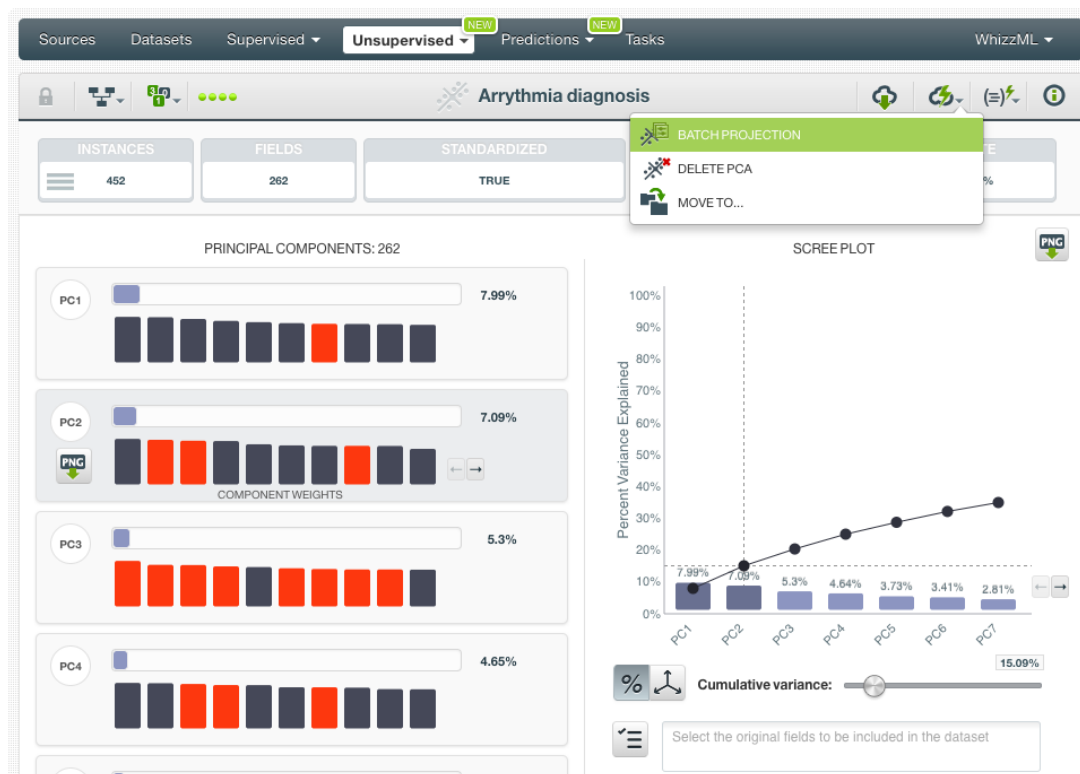 NEW NEW
Sources Datasets Supervised Unsupervised Predictions Tasks WhizzML
Arrythmia diagnosis
BATCH PROJECTION
DELETE PCA
MOVE TO...
INSTANCES FIELDS STANDARDIZED E
452 262 TRUE %
PRINCIPAL COMPONENTS: 262
PC1 7.99%
PC2 7.09%
PNG
COMPONENT WEIGHTS
PC3 5.3%
PC4 4.65%
SCREE PLOT
PNG
Percent Variance Explained
100%
90%
80%
70%
60%
50%
40%
30%
20%
10%
0%
7.99% 7.09% 5.3% 4.64% 3.73% 3.41% 2.81%
PC1 PC2 PC3 PC4 PC5 PC6 PC7
15.09%
% Cumulative variance:
Select the original fields to be included in the dataset